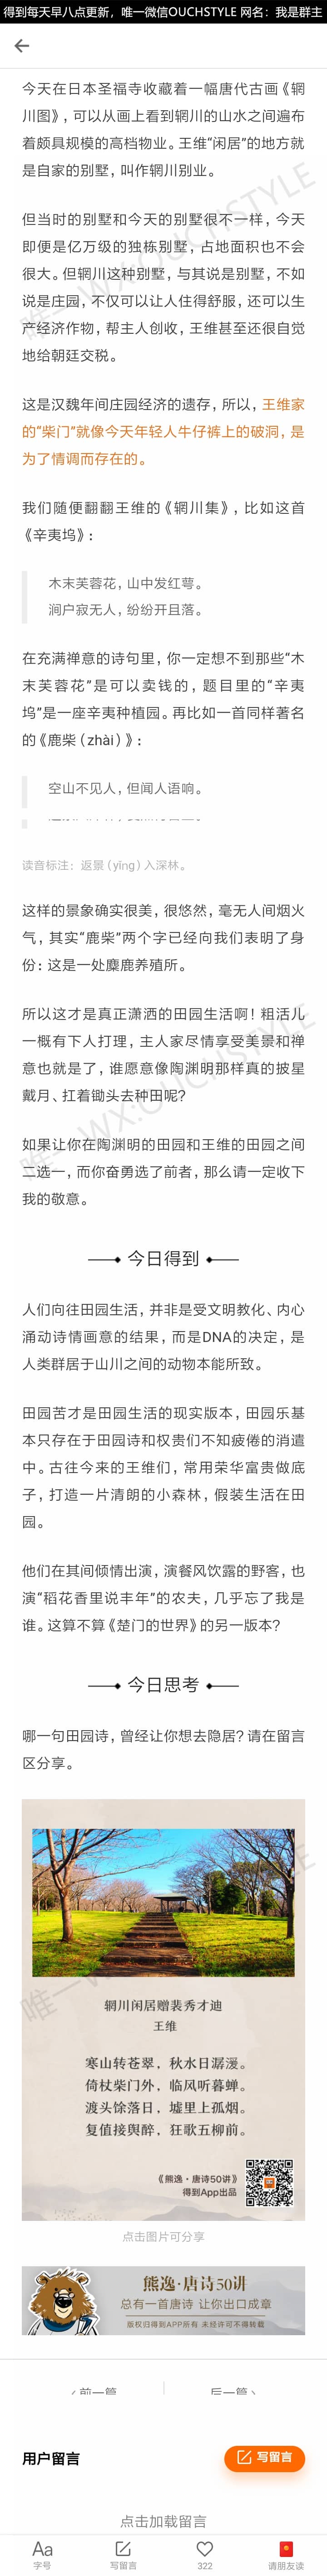 得到每天早八点更新，唯一微信OUCHSTYLE 网名：我是群主
今天在日本圣福寺收藏着一幅唐代古画《辋
川图》，可以从画上看到辋川的山水之间遍布
着颇具规模的高档物业。王维“闲居”的地方就
是自家的别墅，叫作辋川别业。
但当时的别墅和今天的别墅很不一样，今天
即便是亿万级的独栋别墅，占地面积也不会
很大。但辋川这种别墅，与其说是别墅，不如
说是庄园，不仅可以让人住得舒服，还可以生
产经济作物，帮主人创收，王维甚至还很自觉
地给朝廷交税。
这是汉魏年间庄园经济的遗存，所以，王维家
的“柴门”就像今天年轻人牛仔裤上的破洞，是
为了情调而存在的。
我们随便翻翻王维的《辋川集》，比如这首
《辛夷坞》：
木末芙蓉花，山中发红萼。
涧户寂无人，纷纷开且落。
在充满禅意的诗句里，你一定想不到那些“木
末芙蓉花”是可以卖钱的，题目里的“辛夷
坞”是一座辛夷种植园。再比如一首同样著名
的《鹿柴（zhài）》：
空山不见人，但闻人语响。
读音标注：返景（yǐng）入深林。
这样的景象确实很美，很悠然，毫无人间烟火
气，其实“鹿柴”两个字已经向我们表明了身
份：这是一处麋鹿养殖所。
所以这才是真正潇洒的田园生活啊！粗活儿
一概有下人打理，主人家尽情享受美景和禅
意也就是了，谁愿意像陶渊明那样真的披星
戴月、扛着锄头去种田呢？
如果让你在陶渊明的田园和王维的田园之间
二选一，而你奋勇选了前者，那么请一定收下
我的敬意。
今日得到
人们向往田园生活，并非是受文明教化、内心
涌动诗情画意的结果，而是DNA的决定，是
人类群居于山川之间的动物本能所致。
田园苦才是田园生活的现实版本，田园乐基
本只存在于田园诗和权贵们不知疲倦的消遣
中。古往今来的王维们，常用荣华富贵做底
子，打造一片清朗的小森林，假装生活在田
园。
他们在其间倾情出演，演餐风饮露的野客，也
演“稻花香里说丰年”的农夫，几乎忘了我是
谁。这算不算《楚门的世界》的另一版本？
今日思考
哪一句田园诗，曾经让你想去隐居？请在留言
区分享。
辋川闲居赠裴秀才迪
王维
寒山转苍翠，秋水日潺湲。
倚杖柴门外，临风听暮蝉。
渡头馀落日，墟里上孤烟。
复值接舆醉，狂歌五柳前。
《熊逸·唐诗50讲》
得到App出品
点击图片可分享
熊逸·唐诗50讲
总有一首唐诗 让你出口成章
版权归得到APP所有 未经许可不得转载
前一篇 后一篇
用户留言 写留言
点击加载留言
Aa
字号 写留言 322 请朋友读
唯一WX:OUCHSTYLE
唯一WX:OUCHSTYLE